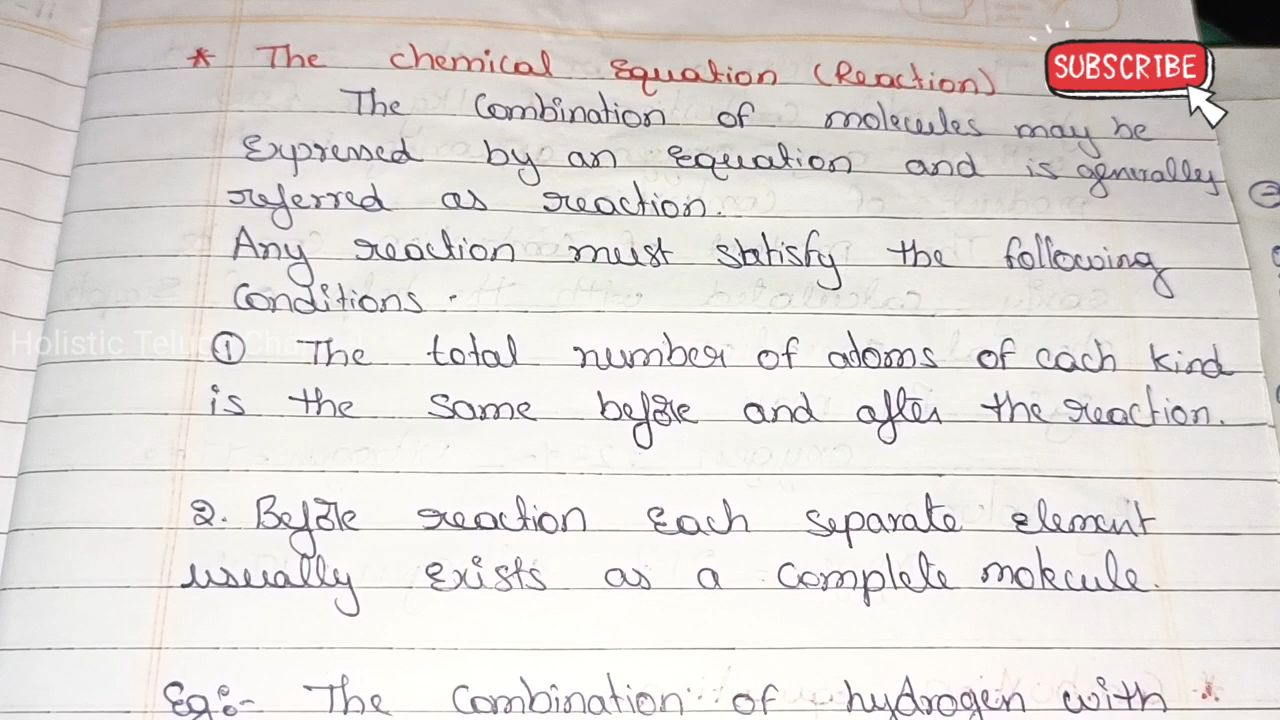 * The chemical Equation (Reaction)
SUBSCRIBE
The Combination of molecules may be
Expressed by an Equation and is generally
referred as reaction.
Any reaction must satisfy the following
Conditions.
① The total number of atoms of each kind
is the same before and after the reaction.
2. Before reaction Each separate element
usually Exists as a complete molecule.
Eg:- The Combination of hydrogen with